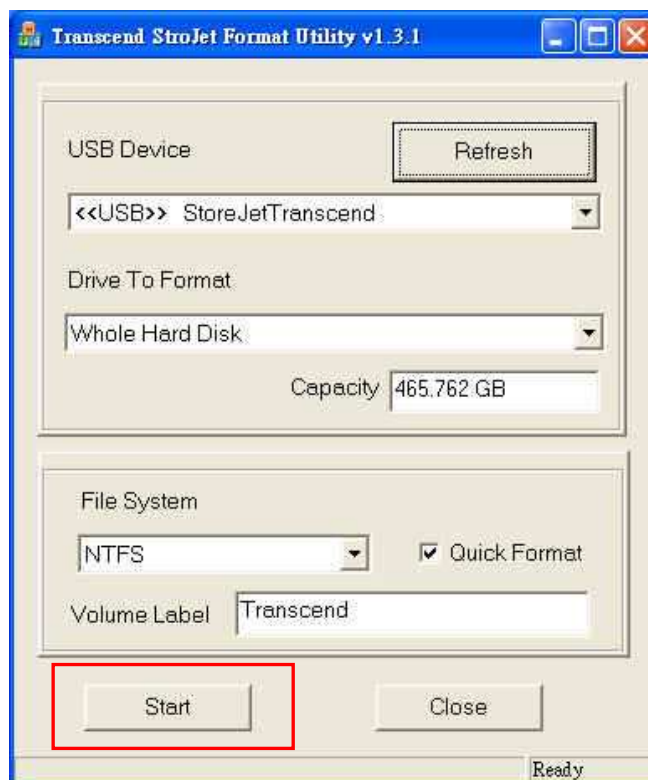 Transcend StroJet Format Utility v1.3.1
USB Device
Refresh
<<USB>> StoreJetTranscend
Drive To Format
Whole Hard Disk
Capacity 465.762 GB
File System
NTFS
Quick Format
Volume Label Transcend
Start Close
Ready